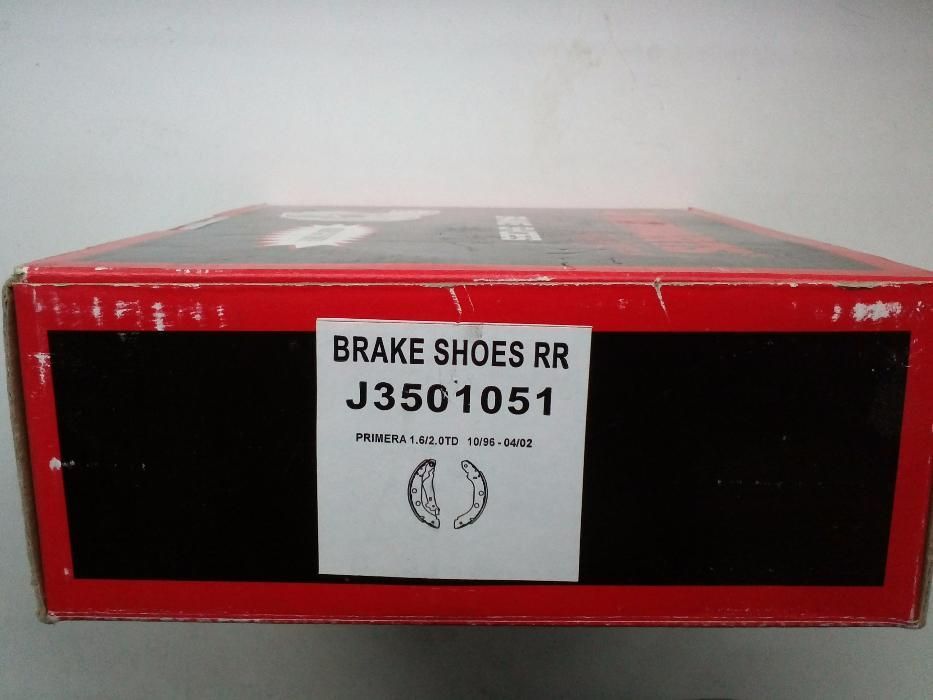 BRAKE SHOES RR
J3501051
PRIMERA 1.6/2.0TD 10/96 - 04/02